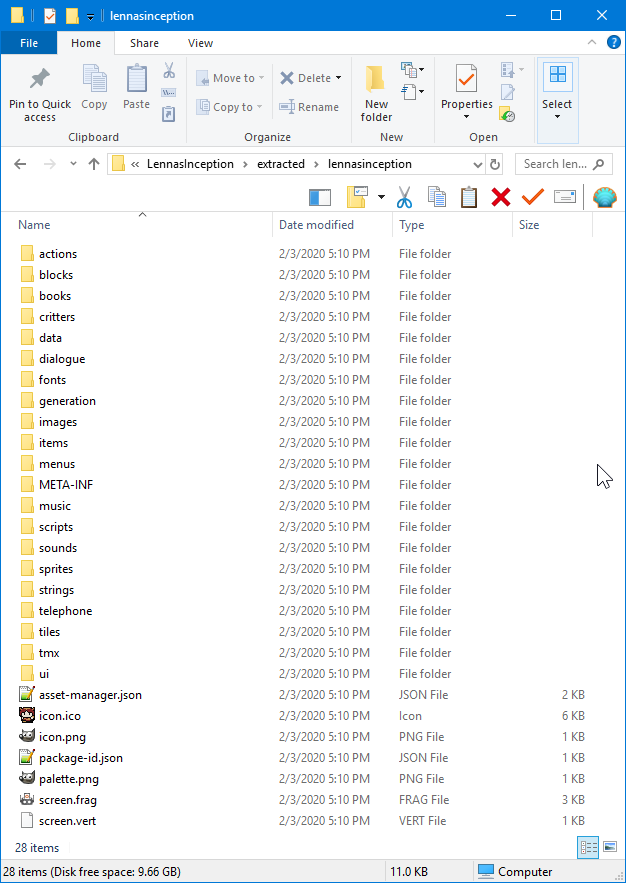 lennasinception
File Home Share View
Pin to Quick access
Copy
Paste
Move to
Copy to
Delete
Rename
New folder
Properties
Select
Clipboard Organize New Open
« LennasInception › extracted › lennasinception Search len...
Name Date modified Type Size
actions 2/3/2020 5:10 PM File folder
blocks 2/3/2020 5:10 PM File folder
books 2/3/2020 5:10 PM File folder
critters 2/3/2020 5:10 PM File folder
data 2/3/2020 5:10 PM File folder
dialogue 2/3/2020 5:10 PM File folder
fonts 2/3/2020 5:10 PM File folder
generation 2/3/2020 5:10 PM File folder
images 2/3/2020 5:10 PM File folder
items 2/3/2020 5:10 PM File folder
menus 2/3/2020 5:10 PM File folder
META-INF 2/3/2020 5:10 PM File folder
music 2/3/2020 5:10 PM File folder
scripts 2/3/2020 5:10 PM File folder
sounds 2/3/2020 5:10 PM File folder
sprites 2/3/2020 5:10 PM File folder
strings 2/3/2020 5:10 PM File folder
telephone 2/3/2020 5:10 PM File folder
tiles 2/3/2020 5:10 PM File folder
tmx 2/3/2020 5:10 PM File folder
ui 2/3/2020 5:10 PM File folder
asset-manager.json 2/3/2020 5:10 PM JSON File 2 KB
icon.ico 2/3/2020 5:10 PM Icon 6 KB
icon.png 2/3/2020 5:10 PM PNG File 1 KB
package-id.json 2/3/2020 5:10 PM JSON File 1 KB
palette.png 2/3/2020 5:10 PM PNG File 1 KB
screen.frag 2/3/2020 5:10 PM FRAG File 3 KB
screen.vert 2/3/2020 5:10 PM VERT File 1 KB
28 items
28 items (Disk free space: 9.66 GB) 11.0 KB Computer